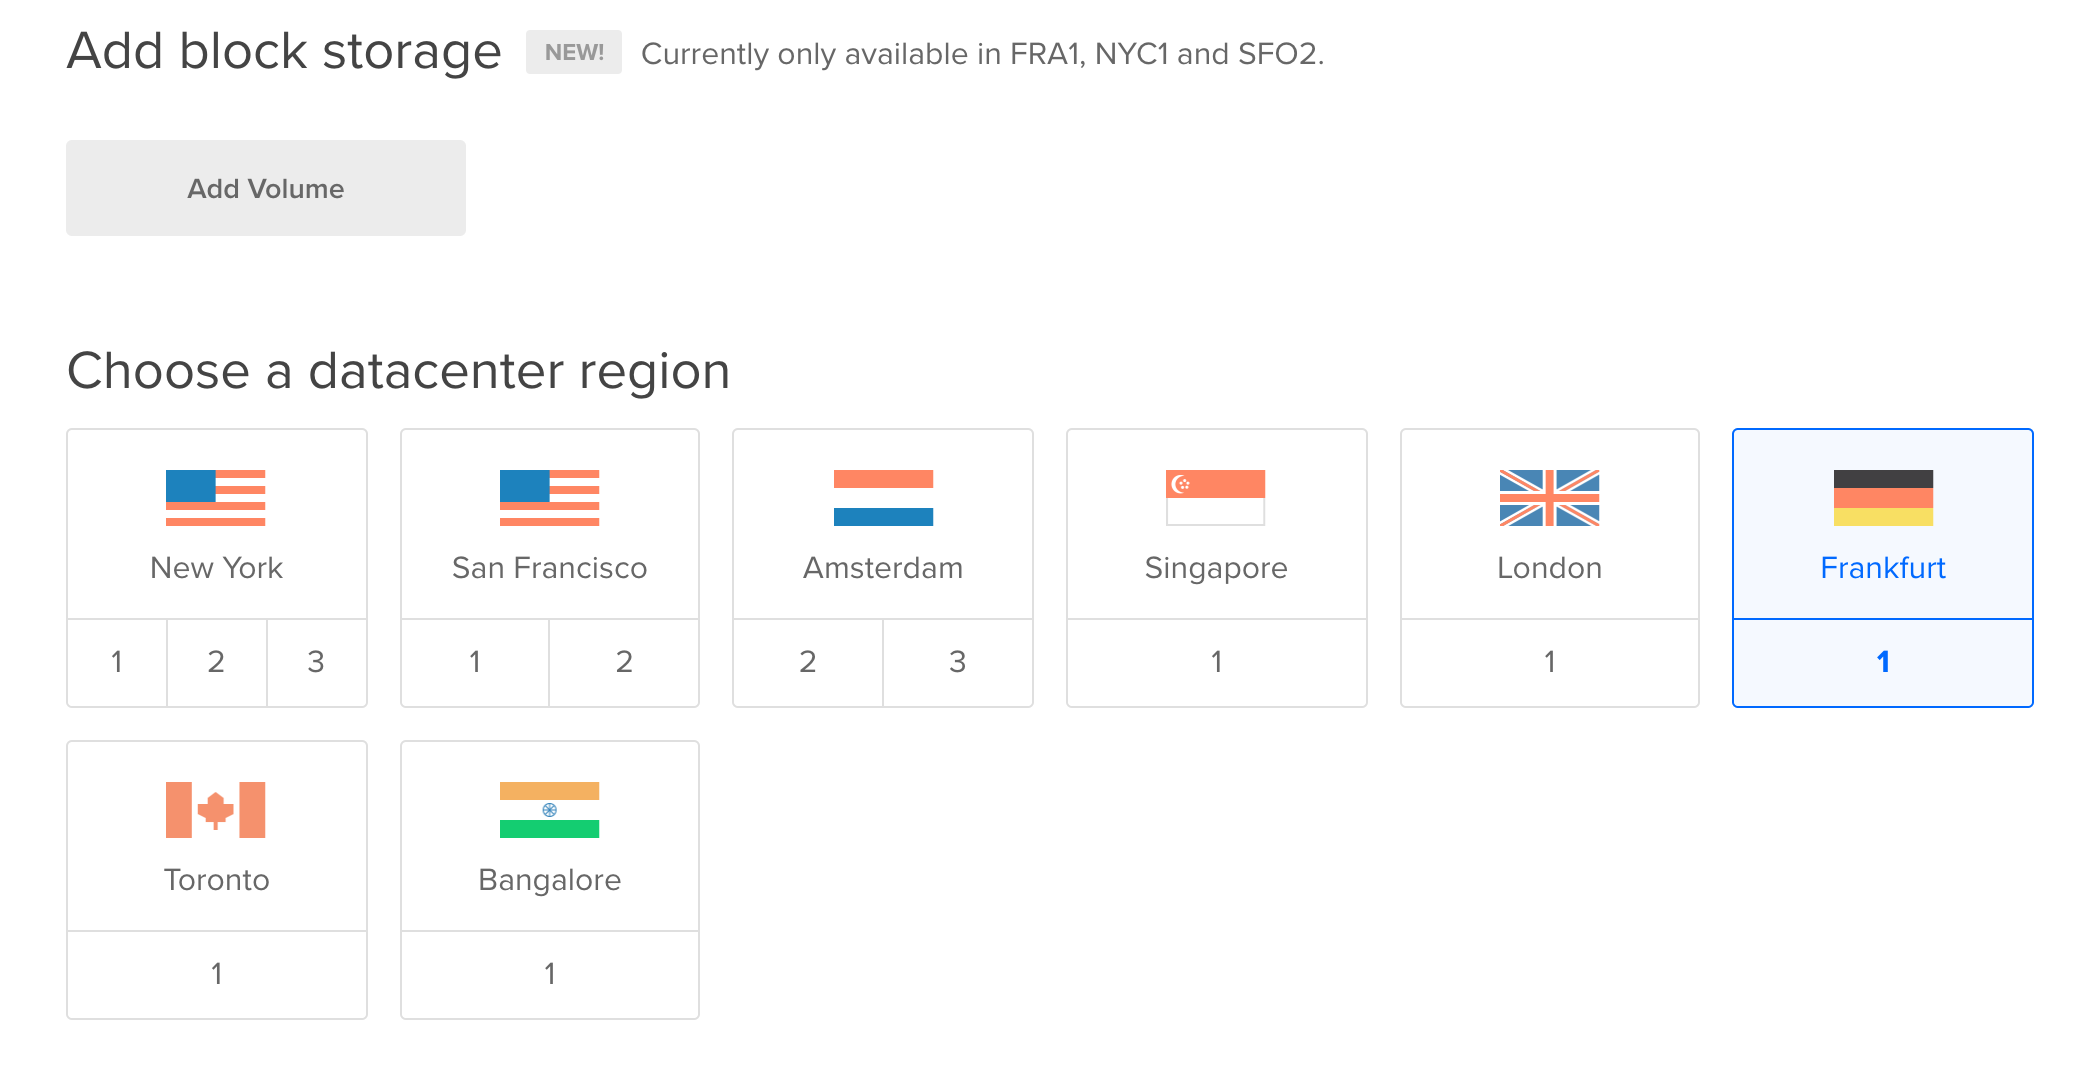 Add block storage NEW! Currently only available in FRA1, NYC1 and SFO2.
Add Volume
Choose a datacenter region
New York San Francisco Amsterdam Singapore London Frankfurt
1 2 3 1 2 2 3 1 1 1
Toronto Bangalore
1 1